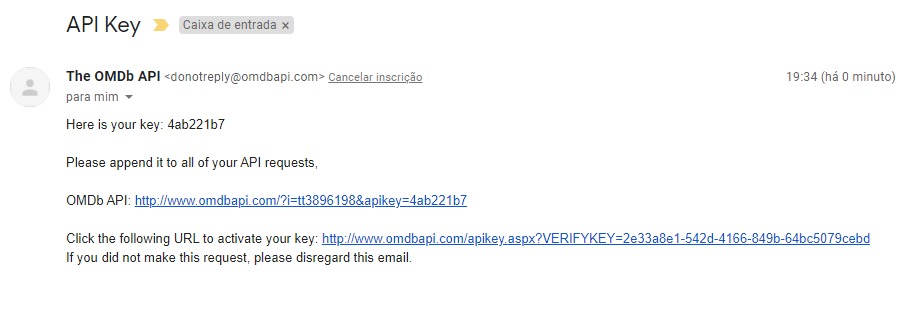 API Key Caixa de entrada ×
The OMDb API <donotreply@omdbapi.com> Cancelar inscrição 19:34 (há 0 minuto)
para mim
Here is your key: 4ab221b7
Please append it to all of your API requests,
OMDb API: http://www.omdbapi.com/?i=tt3896198&apikey=4ab221b7
Click the following URL to activate your key: http://www.omdbapi.com/apikey.aspx?VERIFYKEY=2e33a8e1-542d-4166-849b-64bc5079cebd
If you did not make this request, please disregard this email.